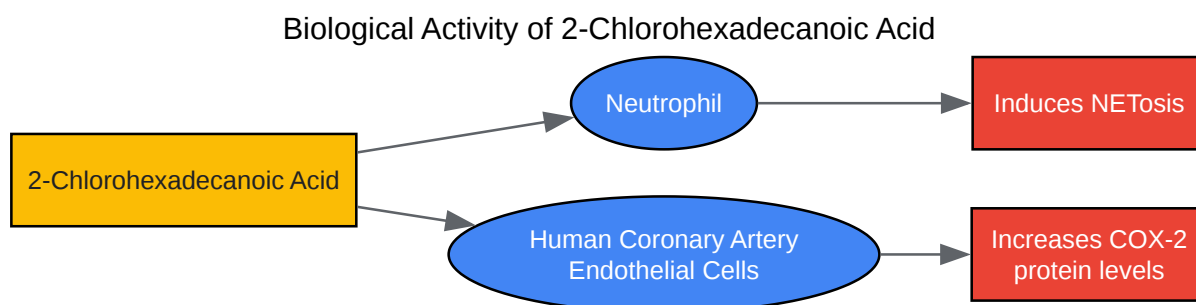 Biological Activity of 2-Chlorohexadecanoic Acid
Neutrophil
Induces NETosis
2-Chlorohexadecanoic Acid
Human Coronary Artery
Endothelial Cells
Increases COX-2
protein levels